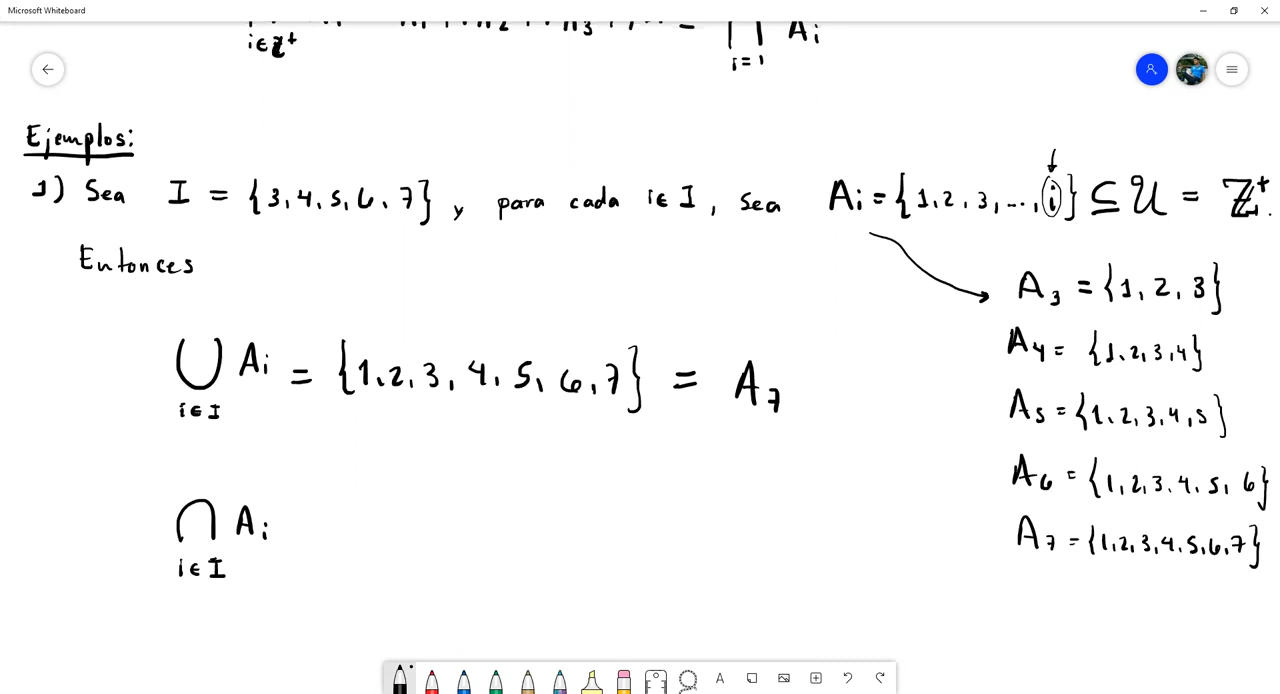 Microsoft Whiteboard
i∈ℤ⁺ ⋂ Aᵢ
i=1
Ejemplos:
1) Sea I = {3,4,5,6,7} y para cada i∈I, sea Aᵢ={1,2,3,...,i} ⊆ 𝒰 = ℤ⁺.
Entonces
A₃ = {1,2,3}
A₄ = {1,2,3,4}
⋃ Aᵢ = {1,2,3,4,5,6,7} = A₇
i∈I
A₅ = {1,2,3,4,5}
A₆ = {1,2,3,4,5,6}
⋂ Aᵢ
i∈I
A₇ = {1,2,3,4,5,6,7}
A